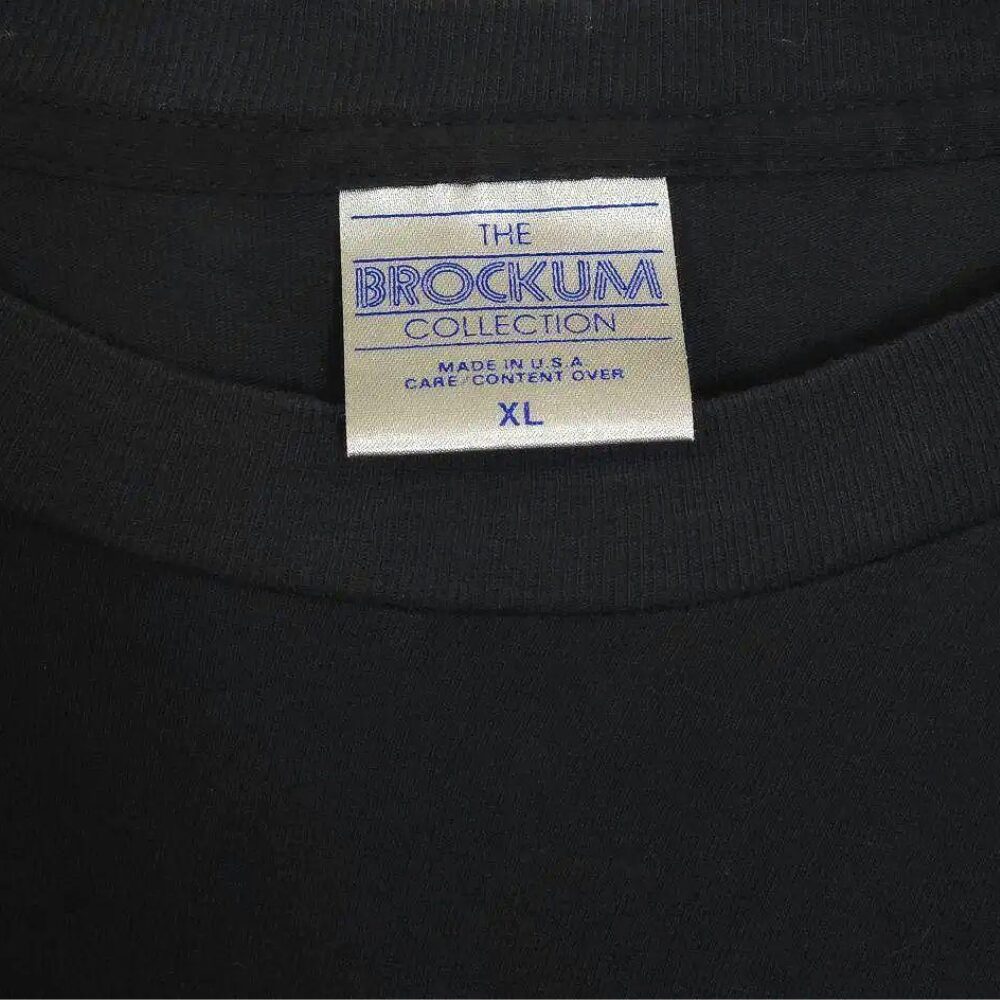 THE
BROCKUM
COLLECTION
MADE IN U.S.A.
CARE/CONTENT OVER
XL